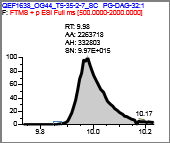 QEF1538_OG44_T5-35-2-7_SC PG-DAG-32:1
F: FTMS + p ESI Full ms [500.0000-2000.0000]
RT: 9.98
AA: 2263718
AH: 332803
SN: 9.97E+015
100
80
60
40
20
0
10.17
9.8 10.0 10.2